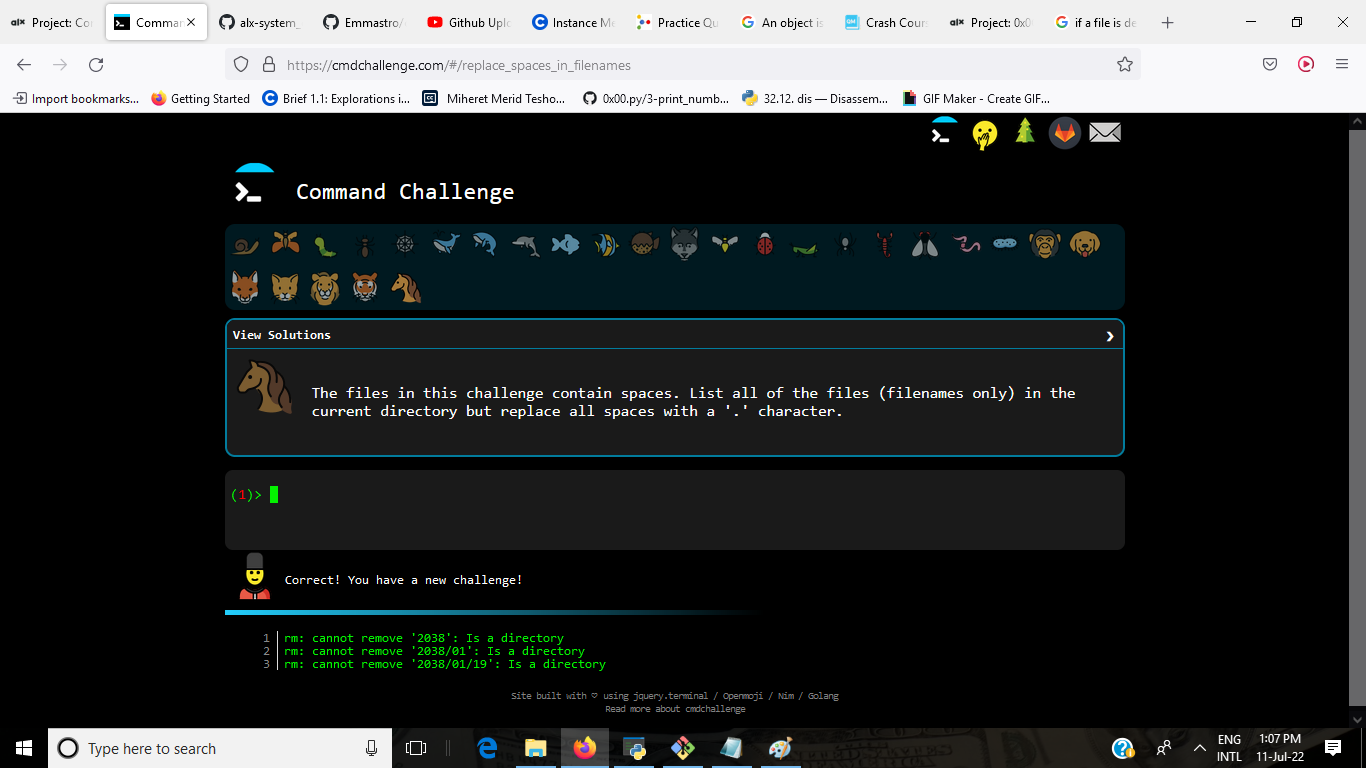 alx Project: Co
Comman
alx-system_
Emmastro/
Github Upl
Instance Me
Practice Qu
An object is
Crash Cour
alx Project: 0x0
if a file is de
https://cmdchallenge.com/#/replace_spaces_in_filenames
Import bookmarks...
Getting Started
Brief 1.1: Explorations i...
Miheret Merid Tesho...
0x00.py/3-print_numb...
32.12. dis — Disassem...
GIF Maker - Create GIF...
Command Challenge
View Solutions
The files in this challenge contain spaces. List all of the files (filenames only) in the
current directory but replace all spaces with a '.' character.
(1)>
Correct! You have a new challenge!
1 rm: cannot remove '2038': Is a directory
2 rm: cannot remove '2038/01': Is a directory
3 rm: cannot remove '2038/01/19': Is a directory
Site built with ♡ using jquery.terminal / Openmoji / Nim / Golang
Read more about cmdchallenge
Type here to search
ENG
INTL
1:07 PM
11-Jul-22